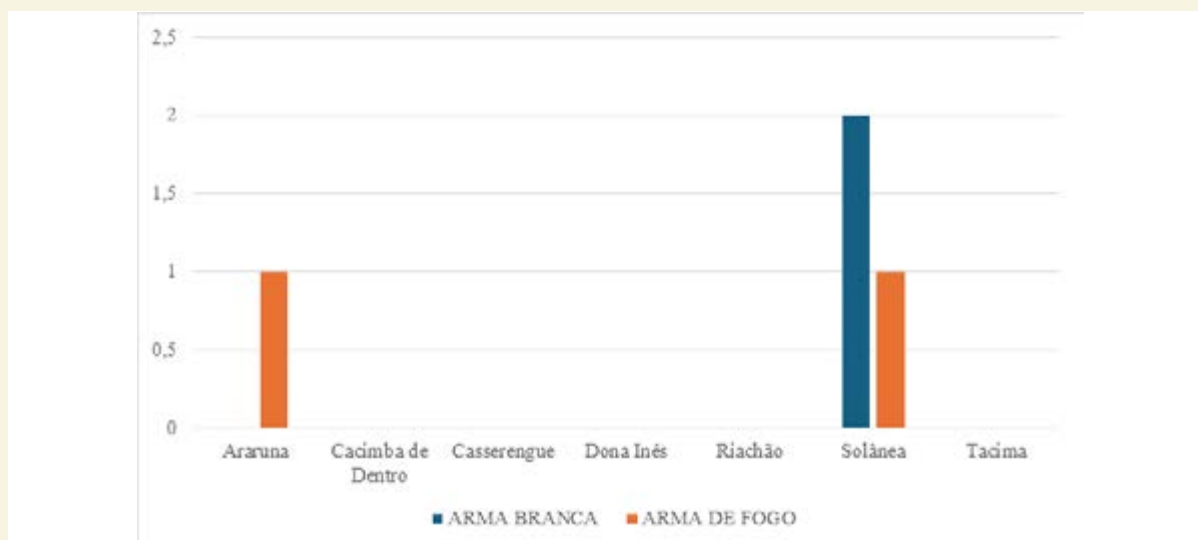 2,5
2
1,5
1
0,5
0
Araruna Cacimba de Casserengue Dona Inês Riachão Solânea Tacima
Dentro
ARMA BRANCA ARMA DE FOGO